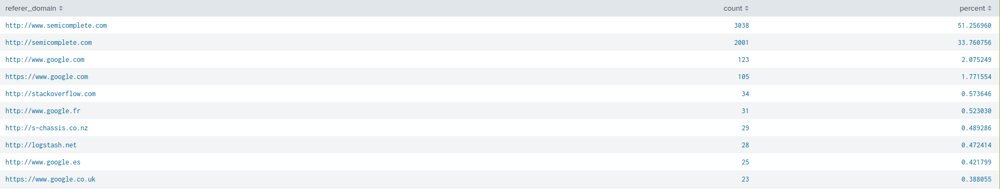 referer_domain count percent
http://www.semicomplete.com 3038 51.256960
http://semicomplete.com 2001 33.760756
http://www.google.com 123 2.075249
https://www.google.com 105 1.771554
http://stackoverflow.com 34 0.573646
http://www.google.fr 31 0.523030
http://s-chassis.co.nz 29 0.489286
http://logstash.net 28 0.472414
http://www.google.es 25 0.421799
https://www.google.co.uk 23 0.388055